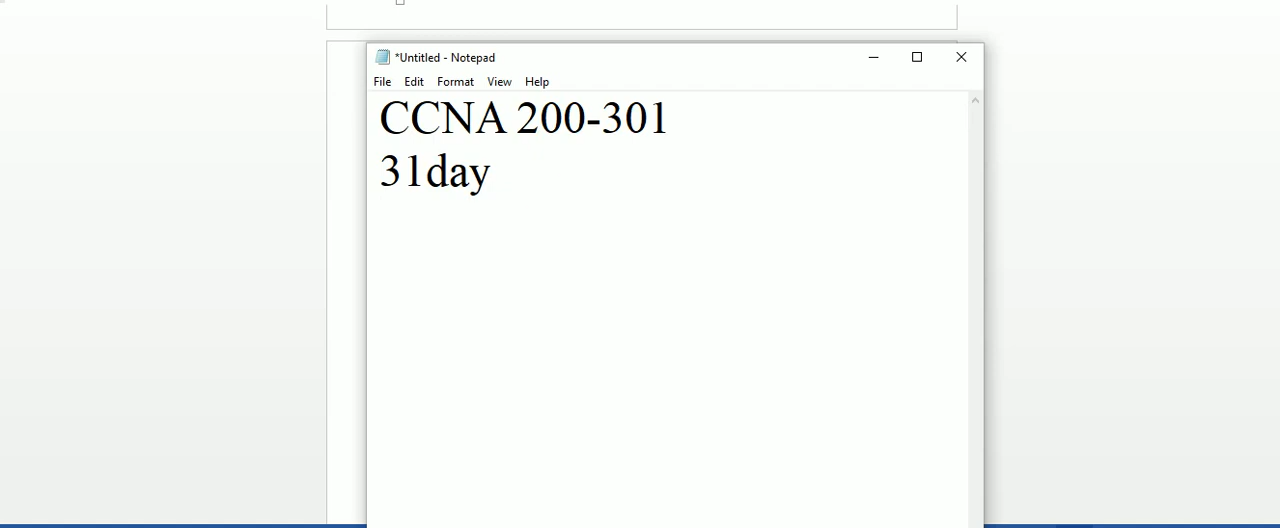 *Untitled - Notepad
File Edit Format View Help
CCNA 200-301
31day